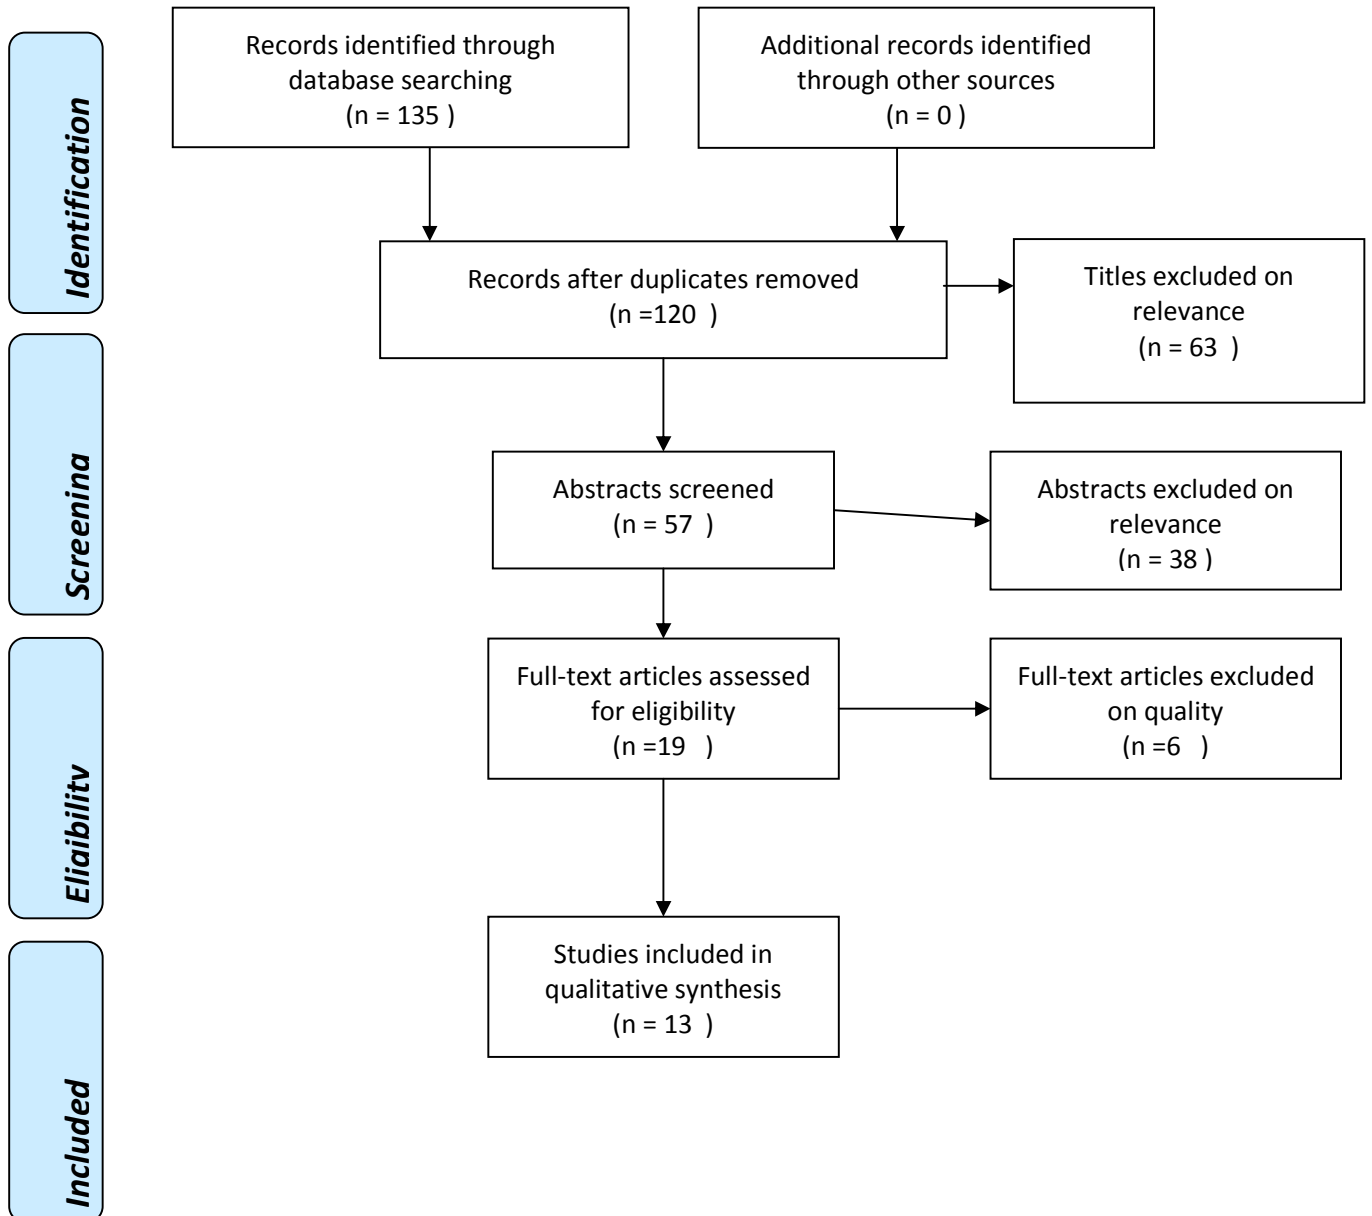 Identification
Records identified through
database searching
(n = 135 )
Additional records identified
through other sources
(n = 0 )
Records after duplicates removed
(n =120 )
Titles excluded on
relevance
(n = 63 )
Screening
Abstracts screened
(n = 57 )
Abstracts excluded on
relevance
(n = 38 )
Eligibility
Full-text articles assessed
for eligibility
(n =19 )
Full-text articles excluded
on quality
(n =6 )
Included
Studies included in
qualitative synthesis
(n = 13 )